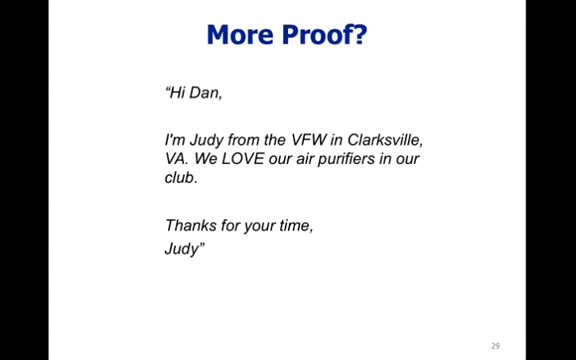 More Proof?
“Hi Dan,
I'm Judy from the VFW in Clarksville,
VA. We LOVE our air purifiers in our
club.
Thanks for your time,
Judy”
29